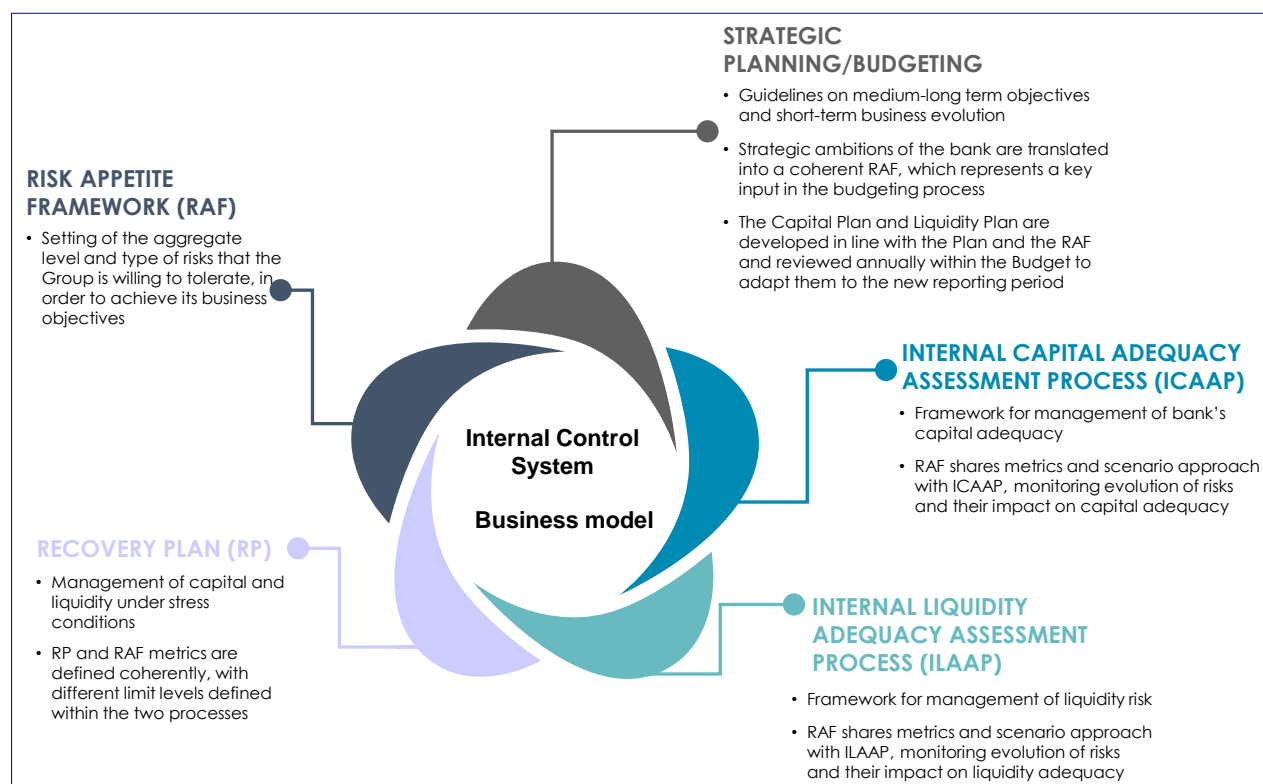 STRATEGIC
PLANNING/BUDGETING
• Guidelines on medium-long term objectives
and short-term business evolution
• Strategic ambitions of the bank are translated
into a coherent RAF, which represents a key
input in the budgeting process
• The Capital Plan and Liquidity Plan are
developed in line with the Plan and the RAF
and reviewed annually within the Budget to
adapt them to the new reporting period
RISK APPETITE
FRAMEWORK (RAF)
• Setting of the aggregate
level and type of risks that the
Group is willing to tolerate, in
order to achieve its business
objectives
INTERNAL CAPITAL ADEQUACY
ASSESSMENT PROCESS (ICAAP)
• Framework for management of bank's
capital adequacy
• RAF shares metrics and scenario approach
with ICAAP, monitoring evolution of risks
and their impact on capital adequacy
Internal Control
System
Business model
RECOVERY PLAN (RP)
• Management of capital and
liquidity under stress
conditions
• RP and RAF metrics are
defined coherently, with
different limit levels defined
within the two processes
INTERNAL LIQUIDITY
ADEQUACY ASSESSMENT
PROCESS (ILAAP)
• Framework for management of liquidity risk
• RAF shares metrics and scenario approach
with ILAAP, monitoring evolution of risks
and their impact on liquidity adequacy